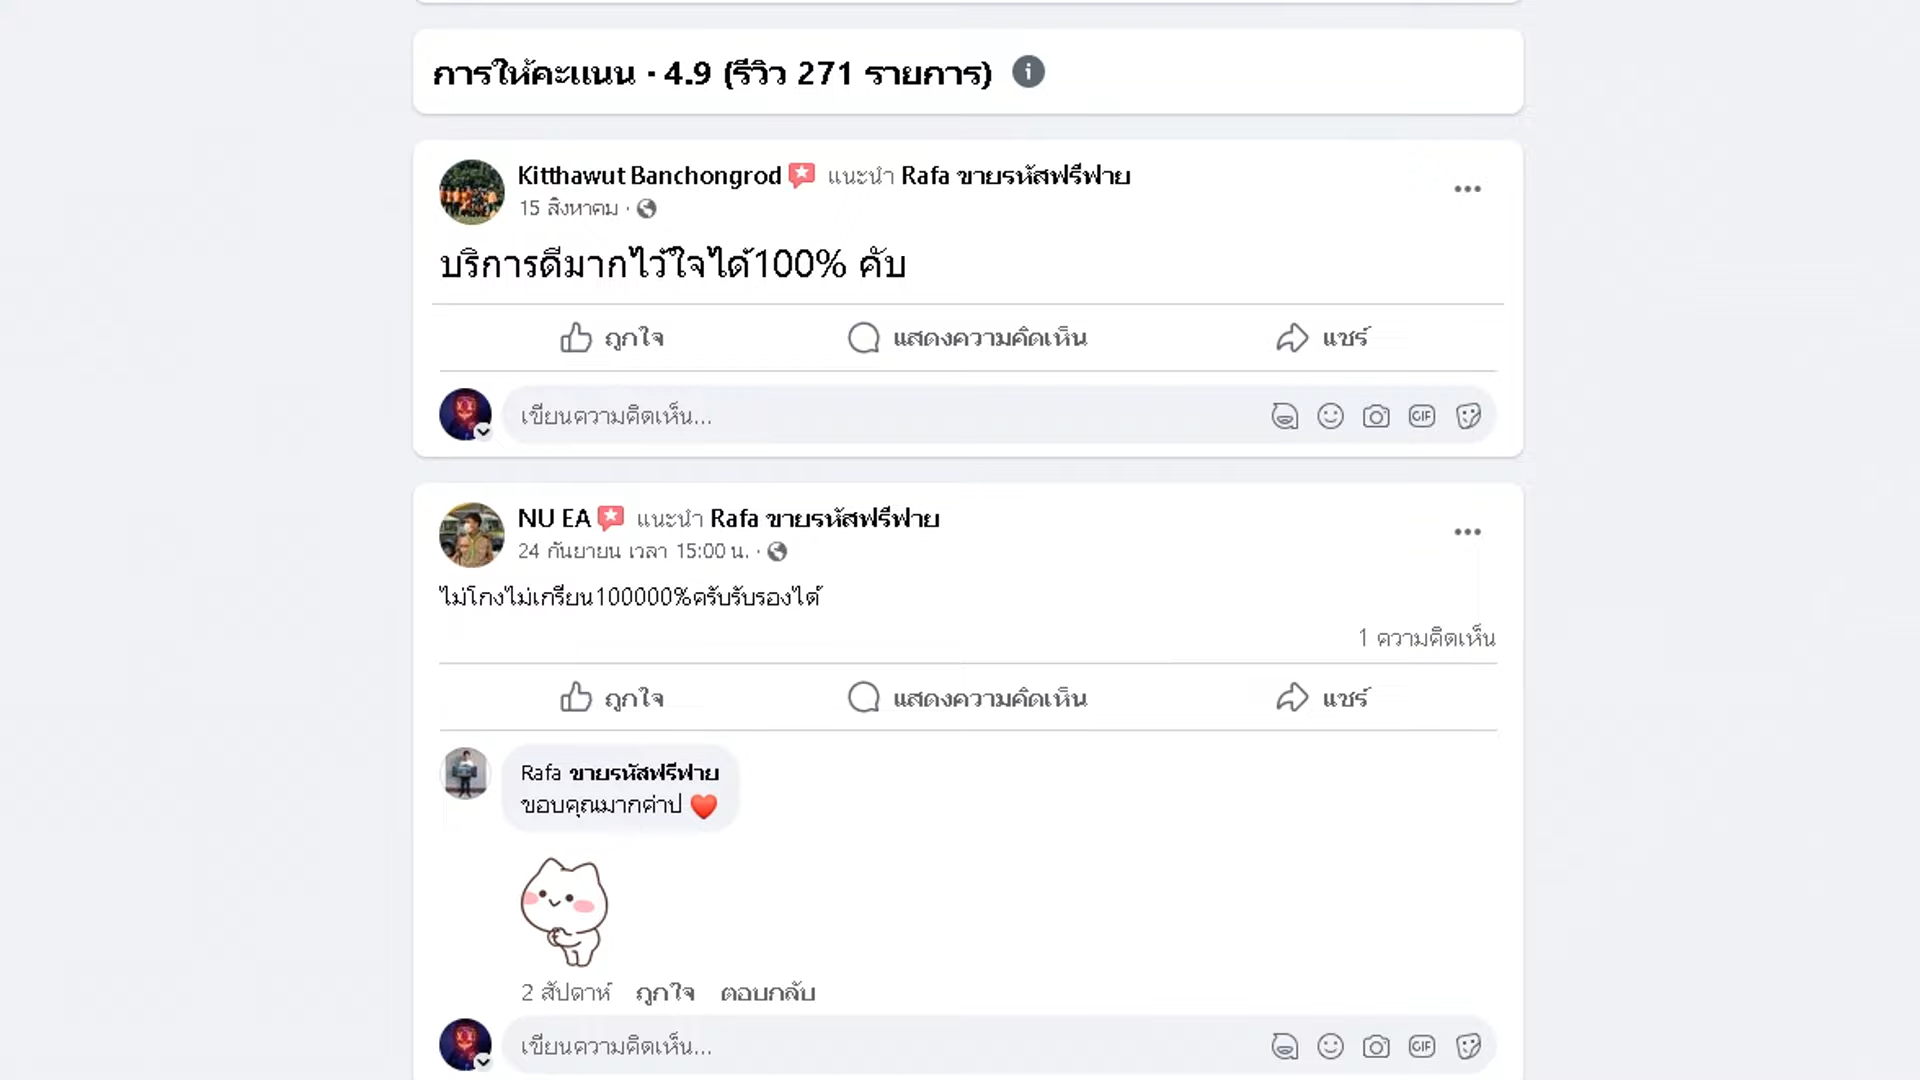 การให้คะแนน · 4.9 (รีวิว 271 รายการ)
Kitthawut Banchongrod แนะนำ Rafa ขายรหัสฟรีฟาย
15 สิงหาคม ·
บริการดีมากไว้ใจได้100% คับ
ถูกใจ แสดงความคิดเห็น แชร์
เขียนความคิดเห็น...
GIF
NU EA แนะนำ Rafa ขายรหัสฟรีฟาย
24 กันยายน เวลา 15:00 น. ·
ไม่โกงไม่เกรียน100000%ครับรับรองได้
1 ความคิดเห็น
ถูกใจ แสดงความคิดเห็น แชร์
Rafa ขายรหัสฟรีฟาย
ขอบคุณมากค่าป ❤️
2 สัปดาห์ ถูกใจ ตอบกลับ
เขียนความคิดเห็น...
GIF